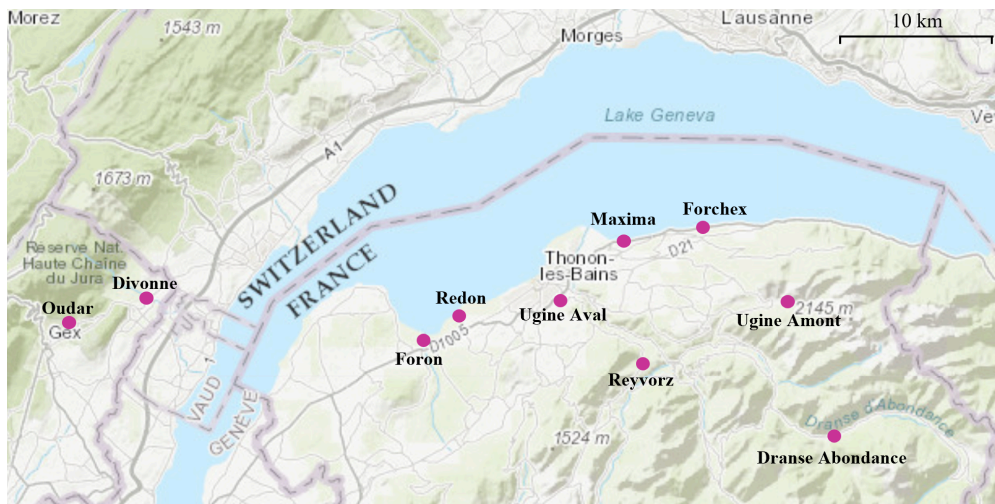 Morez
1543 m
Lausanne
10 km
Morges
Lake Geneva
Ve
A1
1673 m
SWITZERLAND
FRANCE
Maxima
Forchex
D21
Réserve Nat.
Haute Chaîne
du Jura
Thonon-
les-Bains
Divonne
Oudar
Gex
Redon
Ugine Aval
Ugine Amont
2145 m
Foron
D1005
1
Reyvorz
VAUD
GENÈVE
1524 m
Dranse d'Abondance
Dranse Abondance